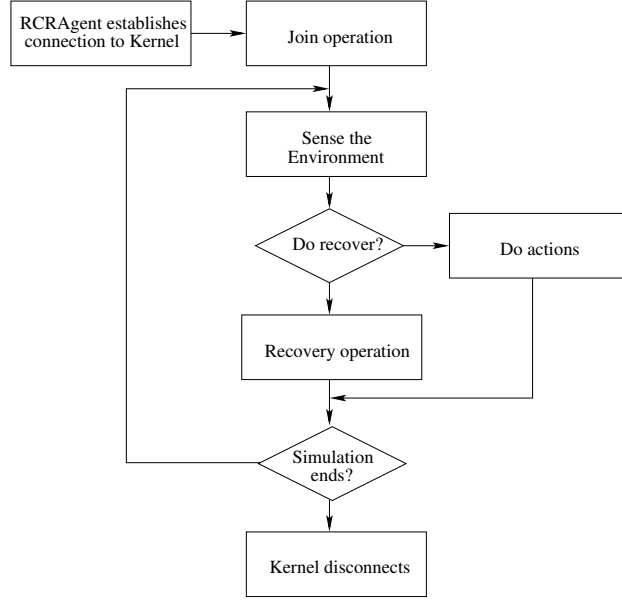 RCRAgent establishes
connection to Kernel
Join operation
Sense the
Environment
Do recover?
Do actions
Recovery operation
Simulation
ends?
Kernel disconnects